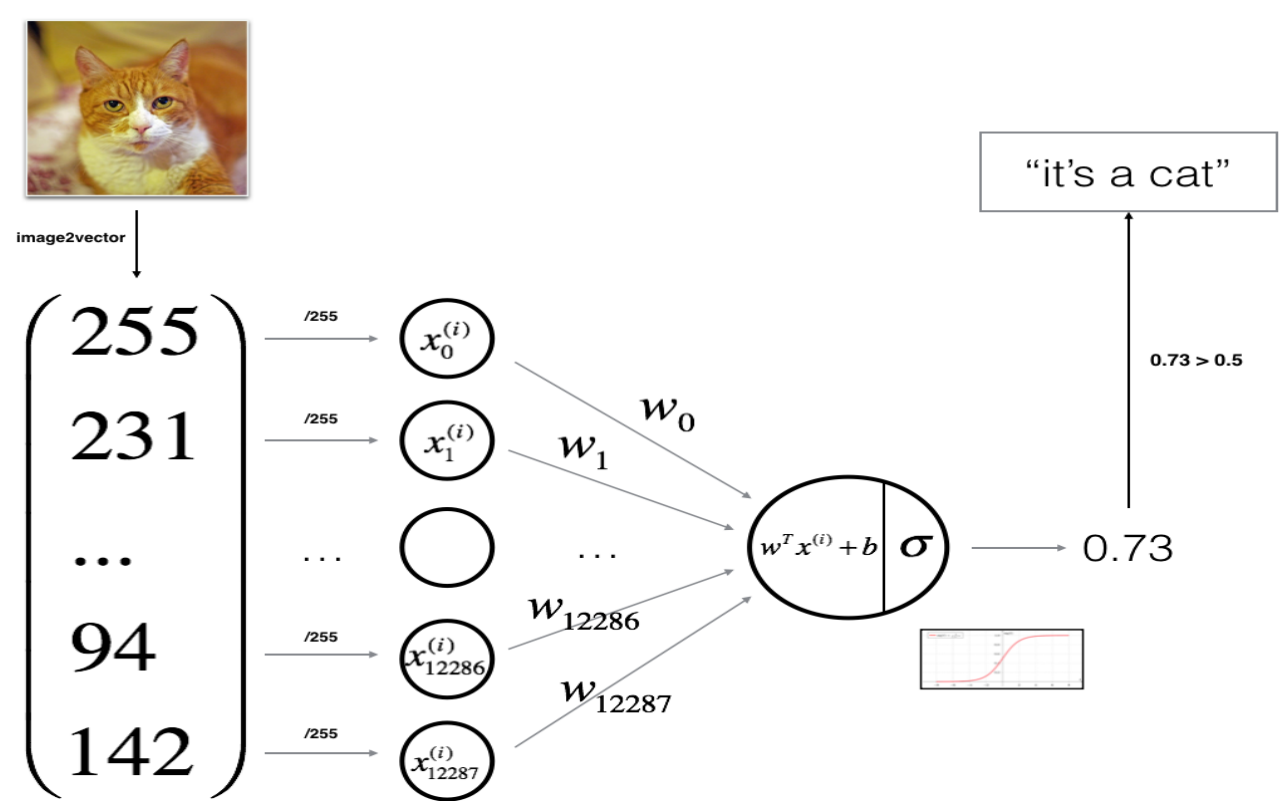 image2vector
255
231
...
94
142
/255
/255
...
/255
/255
x₀⁽ⁱ⁾
x₁⁽ⁱ⁾
x₁₂₂₈₆⁽ⁱ⁾
x₁₂₂₈₇⁽ⁱ⁾
w₀
w₁
...
w₁₂₂₈₆
w₁₂₂₈₇
wᵀx⁽ⁱ⁾ + b σ
0.73
0.73 > 0.5
“it’s a cat”